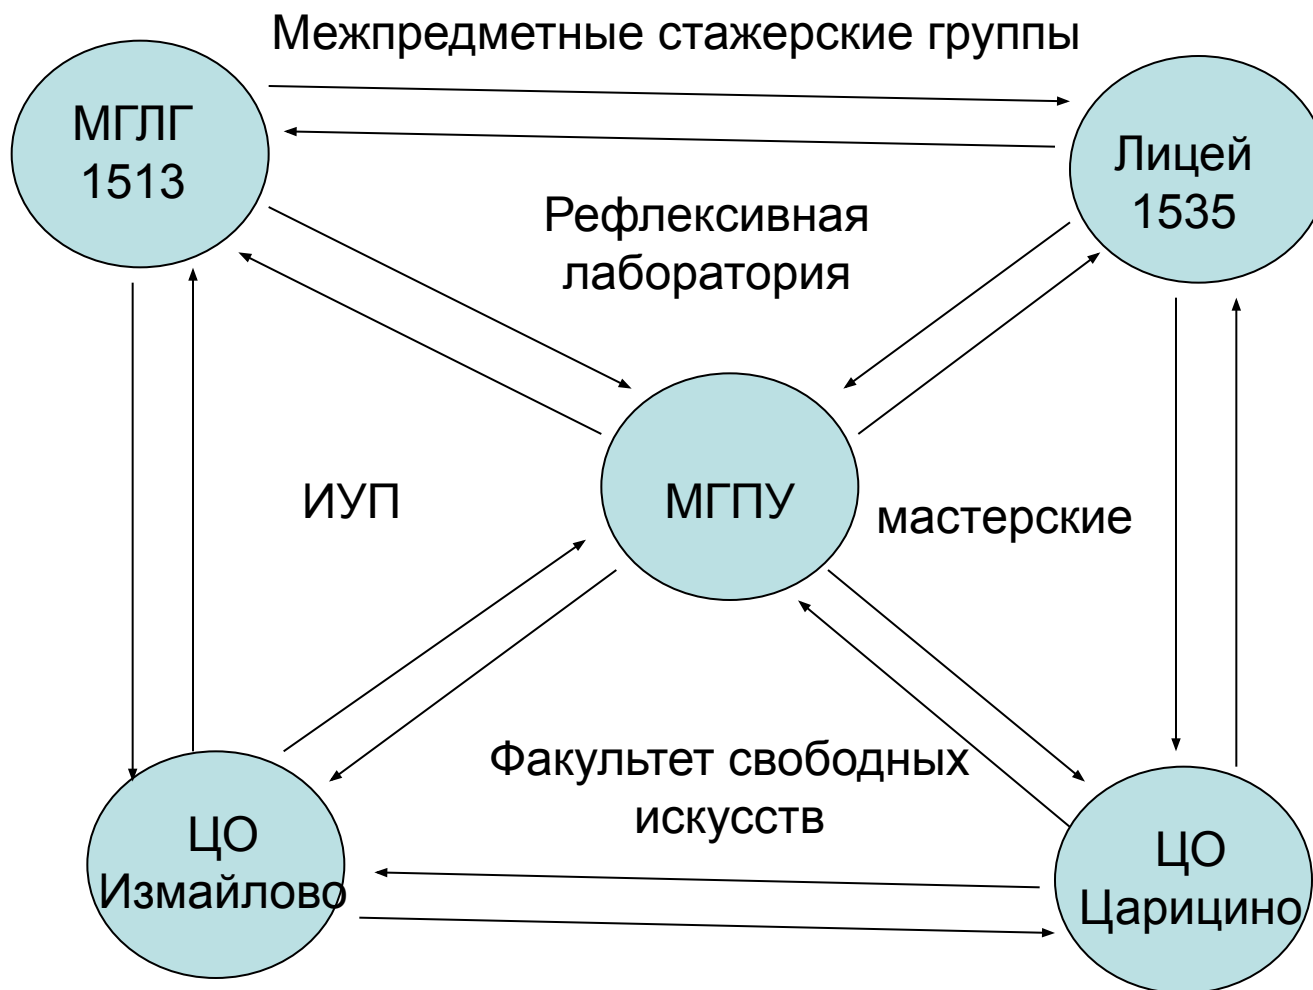 Межпредметные стажерские группы
МГЛГ
1513
Лицей
1535
Рефлексивная
лаборатория
ИУП
МГПУ
мастерские
Факультет свободных
искусств
ЦО
Измайлово
ЦО
Царицино